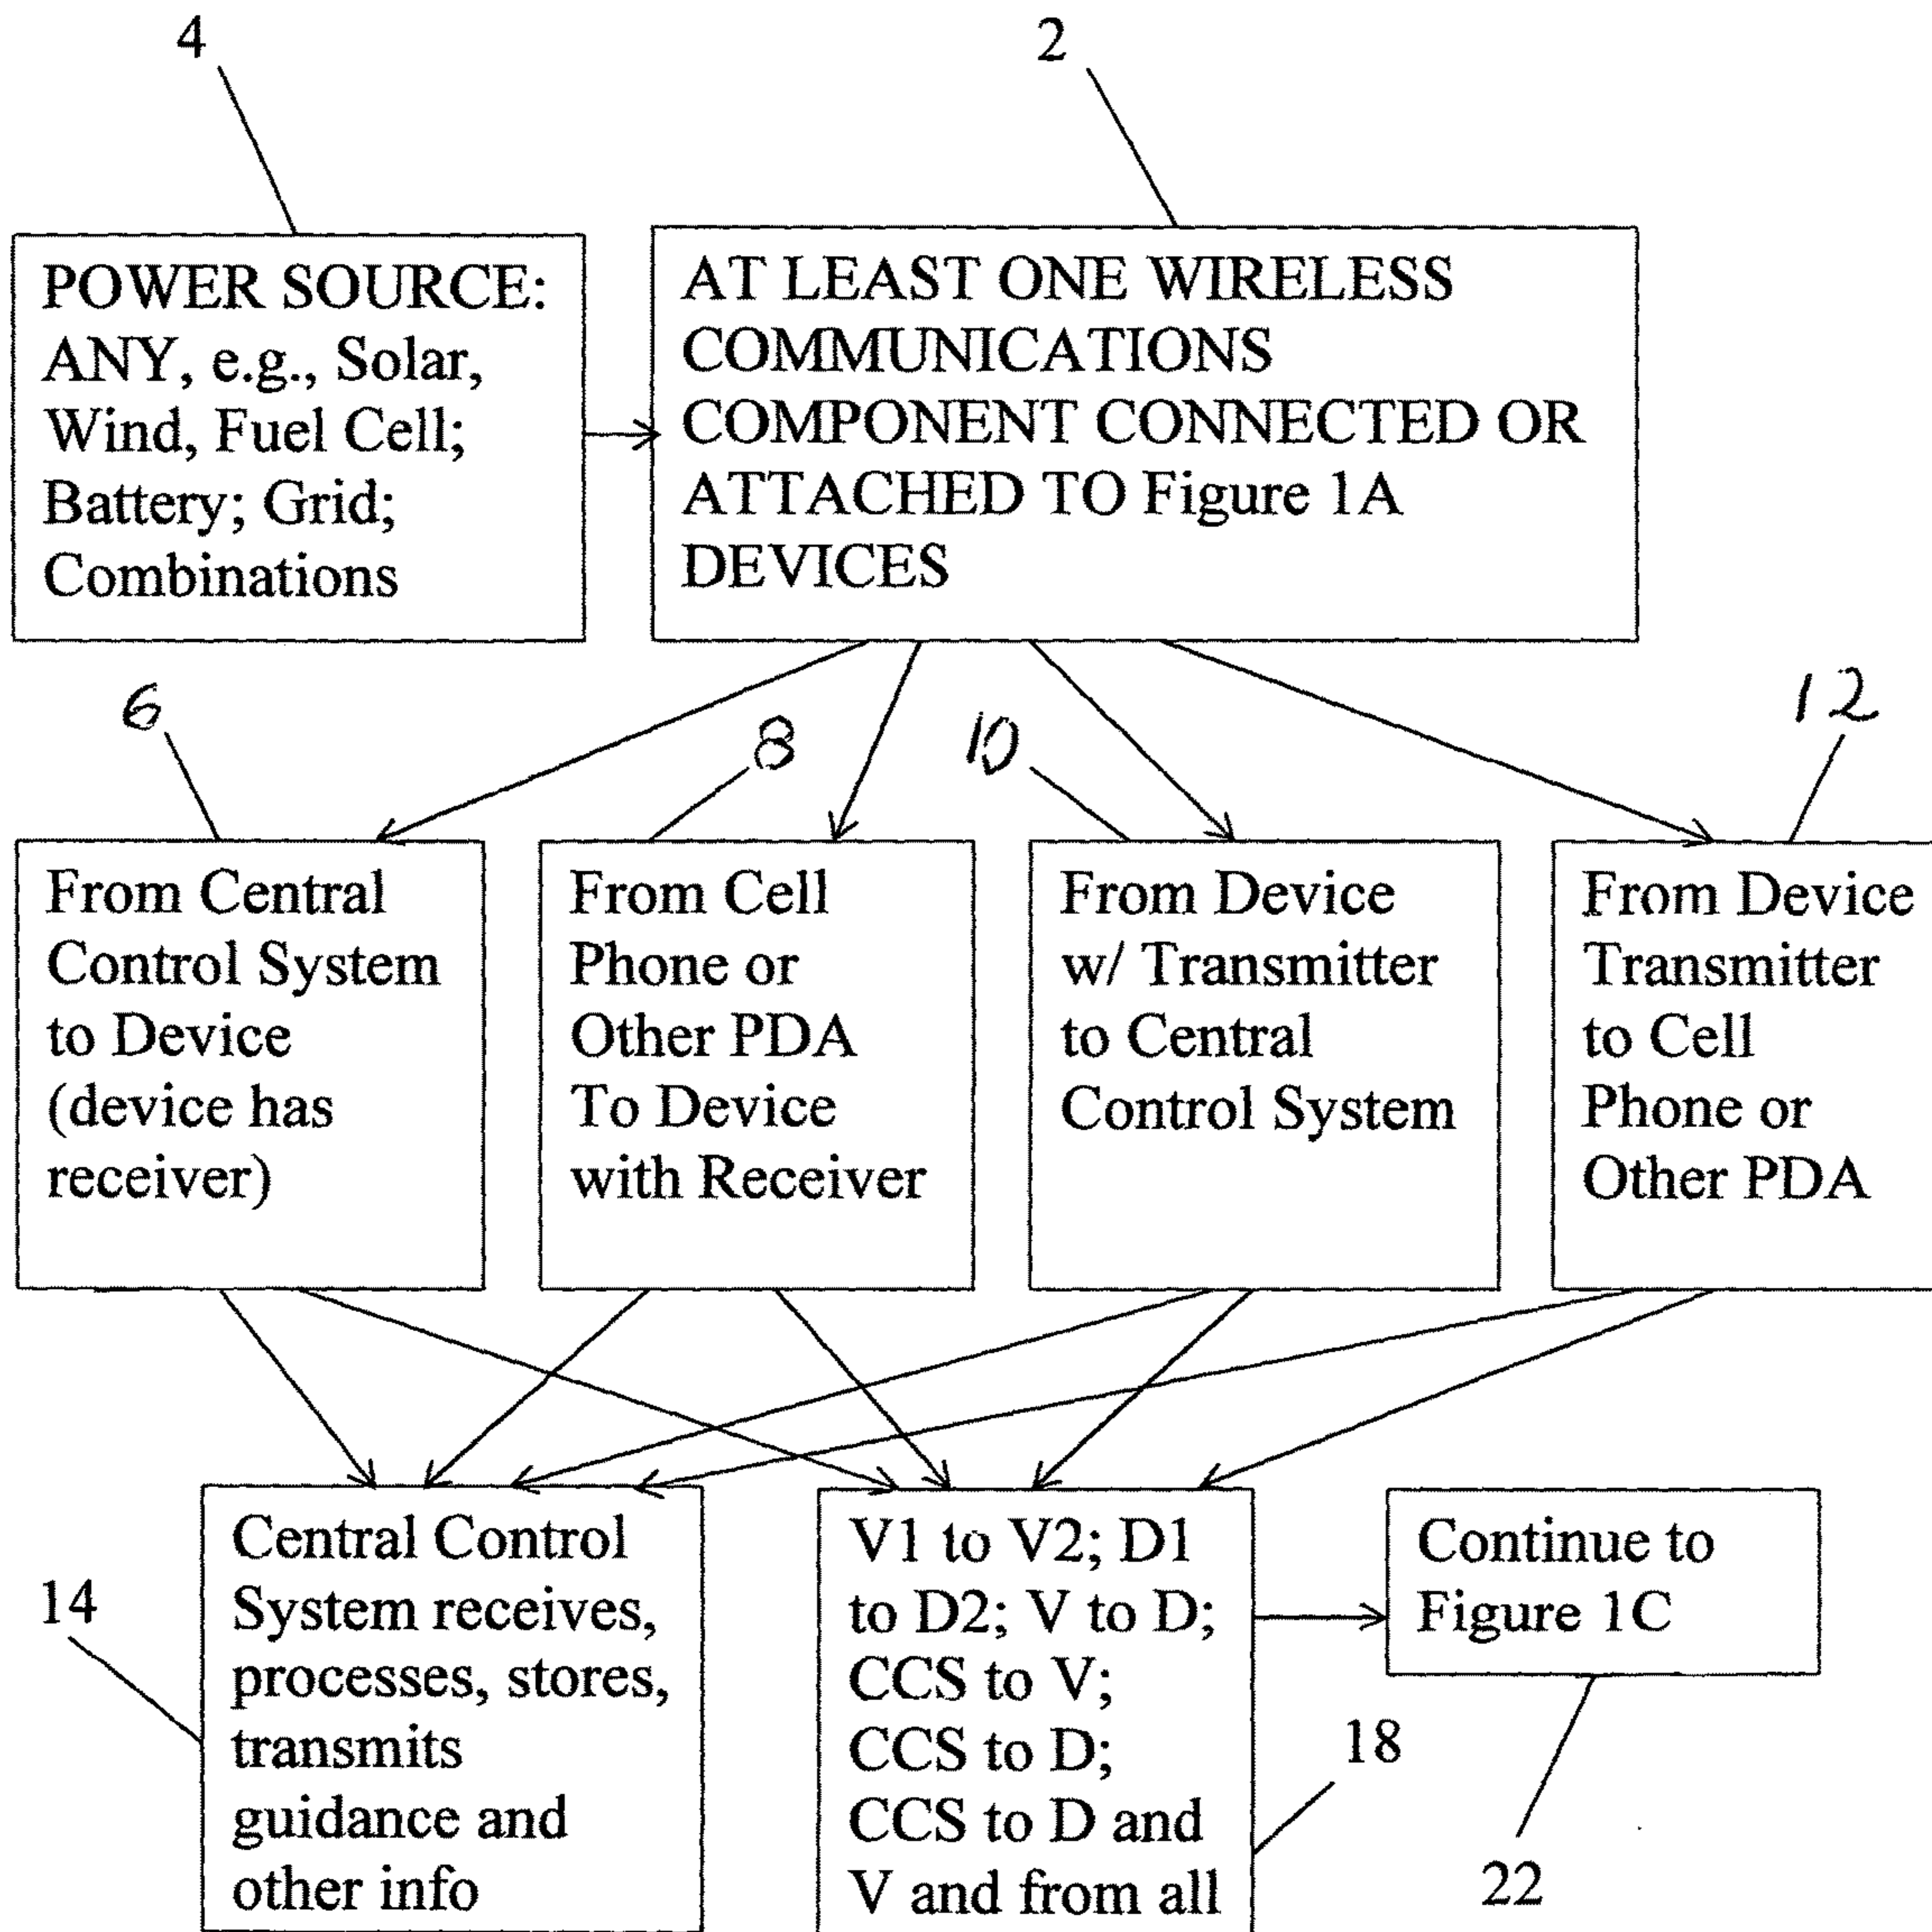 4
2
POWER SOURCE:
ANY, e.g., Solar,
Wind, Fuel Cell;
Battery; Grid;
Combinations
AT LEAST ONE WIRELESS
COMMUNICATIONS
COMPONENT CONNECTED OR
ATTACHED TO Figure 1A
DEVICES
6
8
10
12
From Central
Control System
to Device
(device has
receiver)
From Cell
Phone or
Other PDA
To Device
with Receiver
From Device
w/ Transmitter
to Central
Control System
From Device
Transmitter
to Cell
Phone or
Other PDA
14
Central Control
System receives,
processes, stores,
transmits
guidance and
other info
V1 to V2; D1
to D2; V to D;
CCS to V;
CCS to D;
CCS to D and
V and from all
18
Continue to
Figure 1C
22